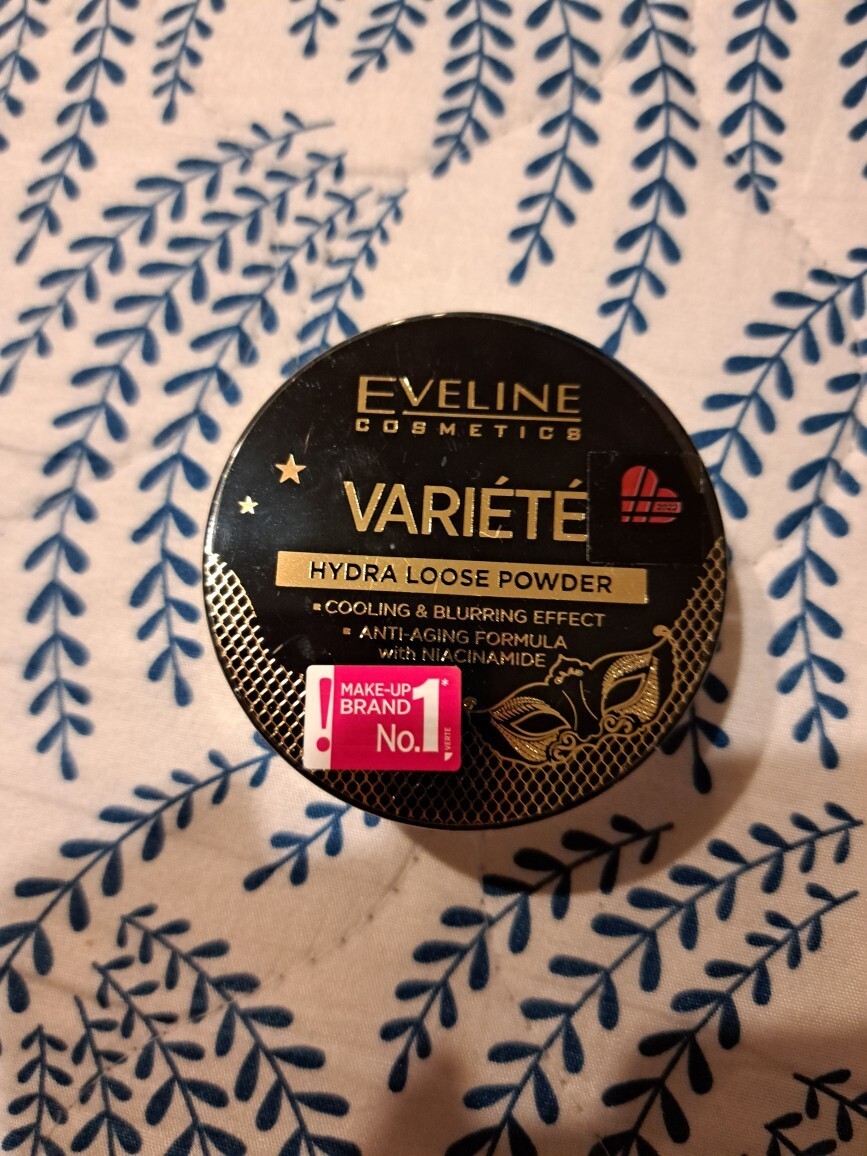 EVELINE
COSMETICS
VARIÉTÉ
HYDRA LOOSE POWDER
▪ COOLING & BLURRING EFFECT
▪ ANTI-AGING FORMULA
with NIACINAMIDE
! MAKE-UP
BRAND
No.1*
VERTE